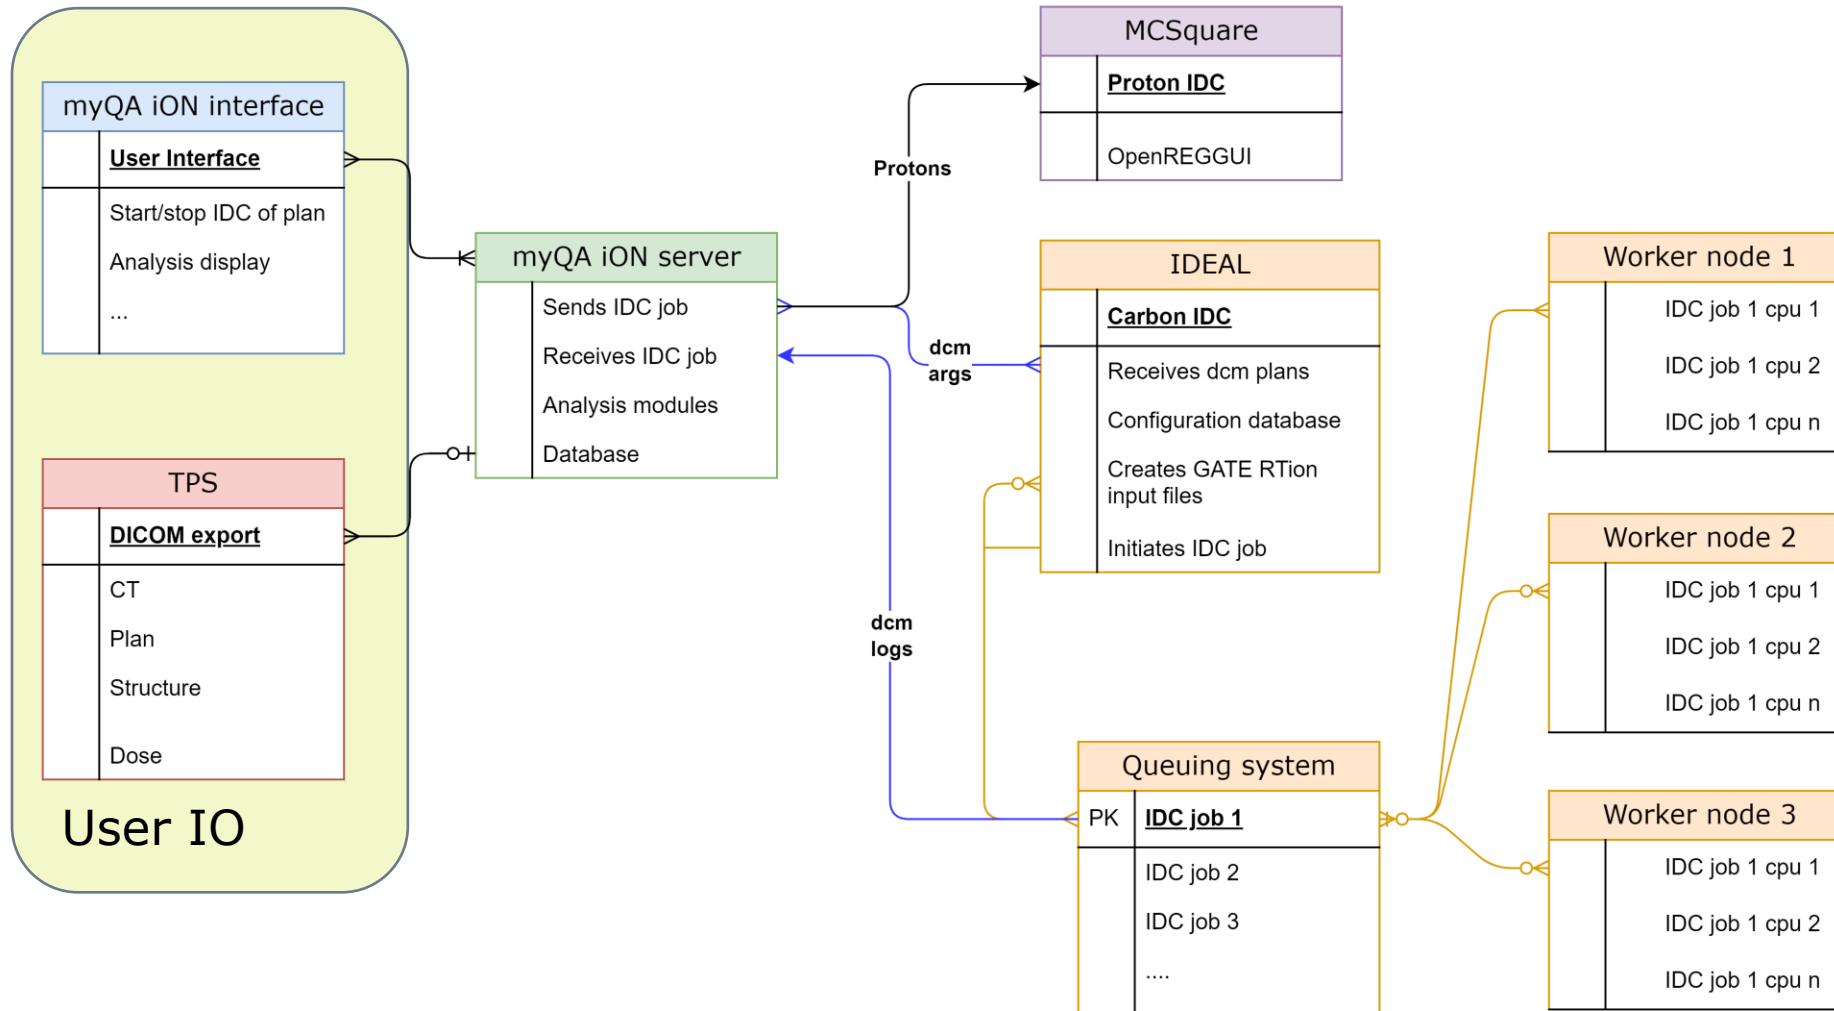 myQA iON interface
User Interface
Start/stop IDC of plan
Analysis display
...
TPS
DICOM export
CT
Plan
Structure
Dose
User IO
myQA iON server
Sends IDC job
Receives IDC job
Analysis modules
Database
Protons
dcm
args
dcm
logs
MCSquare
Proton IDC
OpenREGGUI
IDEAL
Carbon IDC
Receives dcm plans
Configuration database
Creates GATE RTion
input files
Initiates IDC job
Queuing system
PK IDC job 1
IDC job 2
IDC job 3
....
Worker node 1
IDC job 1 cpu 1
IDC job 1 cpu 2
IDC job 1 cpu n
Worker node 2
IDC job 1 cpu 1
IDC job 1 cpu 2
IDC job 1 cpu n
Worker node 3
IDC job 1 cpu 1
IDC job 1 cpu 2
IDC job 1 cpu n